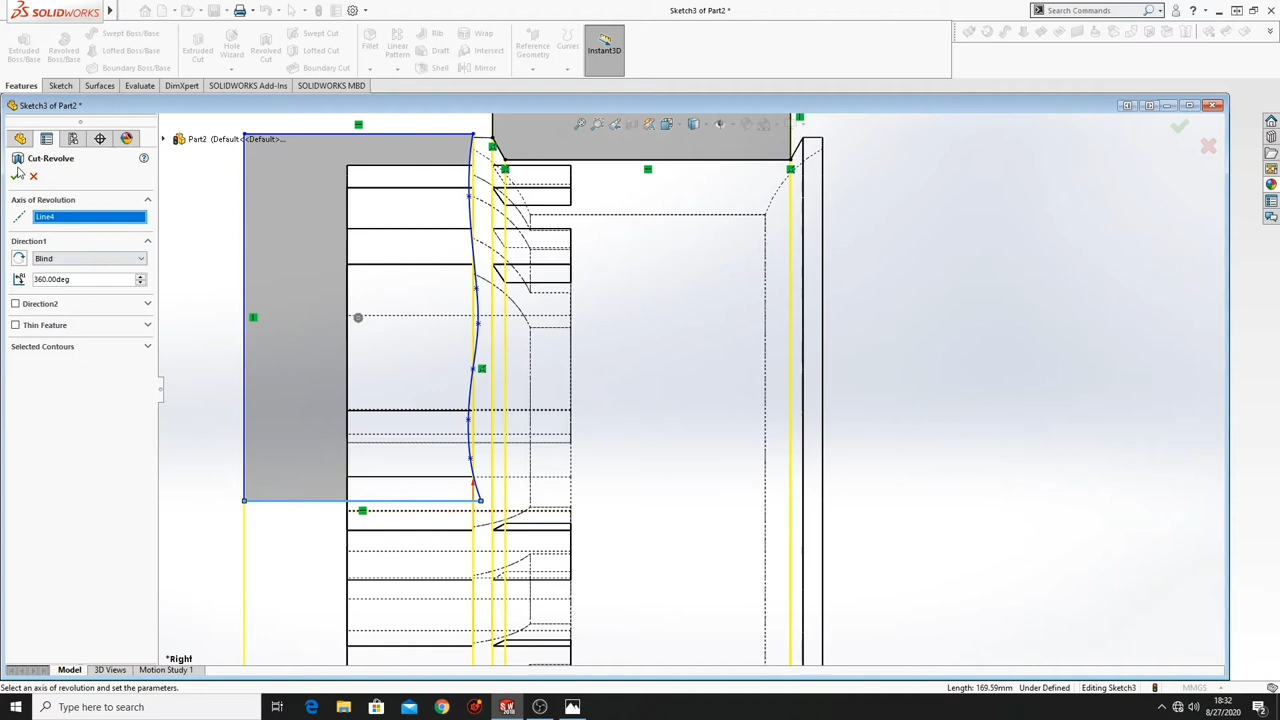 SOLIDWORKS
Sketch3 of Part2 *
Search Commands
Extruded Boss/Base
Revolved Boss/Base
Swept Boss/Base
Lofted Boss/Base
Boundary Boss/Base
Extruded Cut
Hole Wizard
Revolved Cut
Swept Cut
Lofted Cut
Boundary Cut
Fillet
Linear Pattern
Rib
Draft
Shell
Wrap
Intersect
Mirror
Reference Geometry
Curves
Instant3D
Features
Sketch
Surfaces
Evaluate
DimXpert
SOLIDWORKS Add-Ins
SOLIDWORKS MBD
Sketch3 of Part2 *
Part2 (Default<<Default>...
Cut-Revolve
Axis of Revolution
Line4
Direction1
Blind
360.00deg
Direction2
Thin Feature
Selected Contours
*Right
Model
3D Views
Motion Study 1
Select an axis of revolution and set the parameters.
Length: 169.59mm
Under Defined
Editing Sketch3
MMGS
Type here to search
SW
2018
18:32
8/27/2020